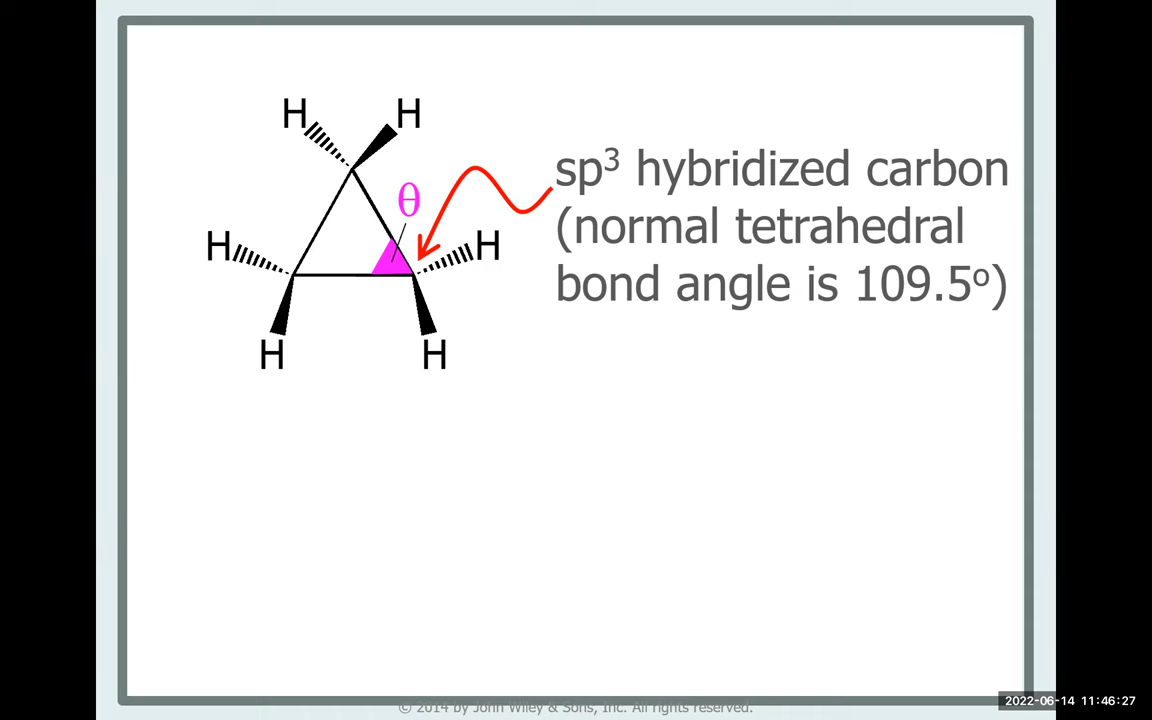 H H
θ
sp³ hybridized carbon
(normal tetrahedral
bond angle is 109.5º)
H H
H H
© 2014 by John Wiley & Sons, Inc. All rights reserved.
2022-06-14 11:46:27